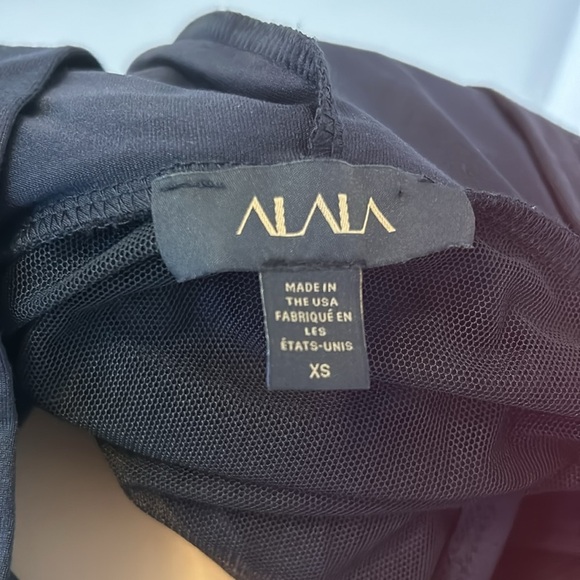 ALALA
MADE IN
THE USA
FABRIQUÉ EN
LES
ÉTATS-UNIS
XS